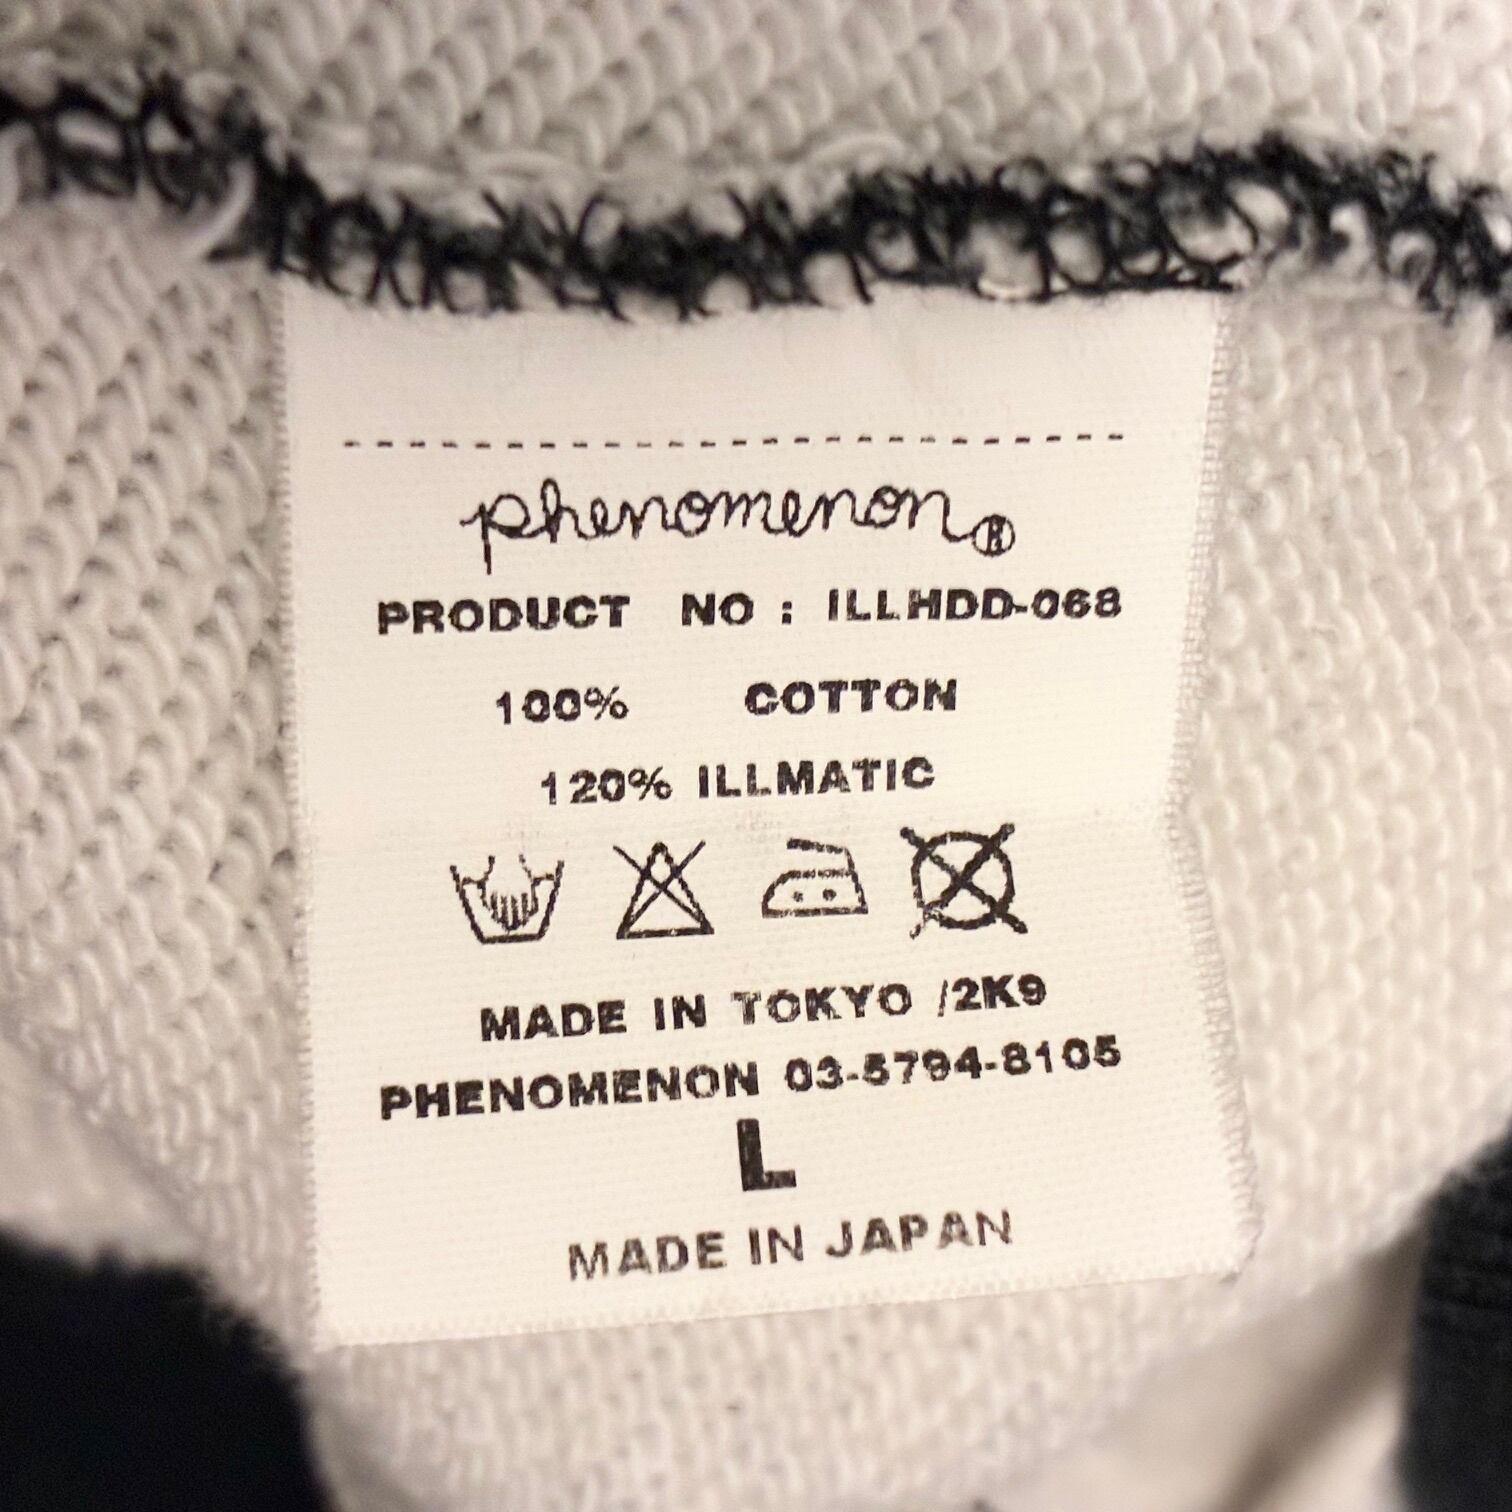 phenomenon®
PRODUCT NO : ILLHDD-068
100% COTTON
120% ILLMATIC
MADE IN TOKYO /2K9
PHENOMENON 03-5794-8105
L
MADE IN JAPAN